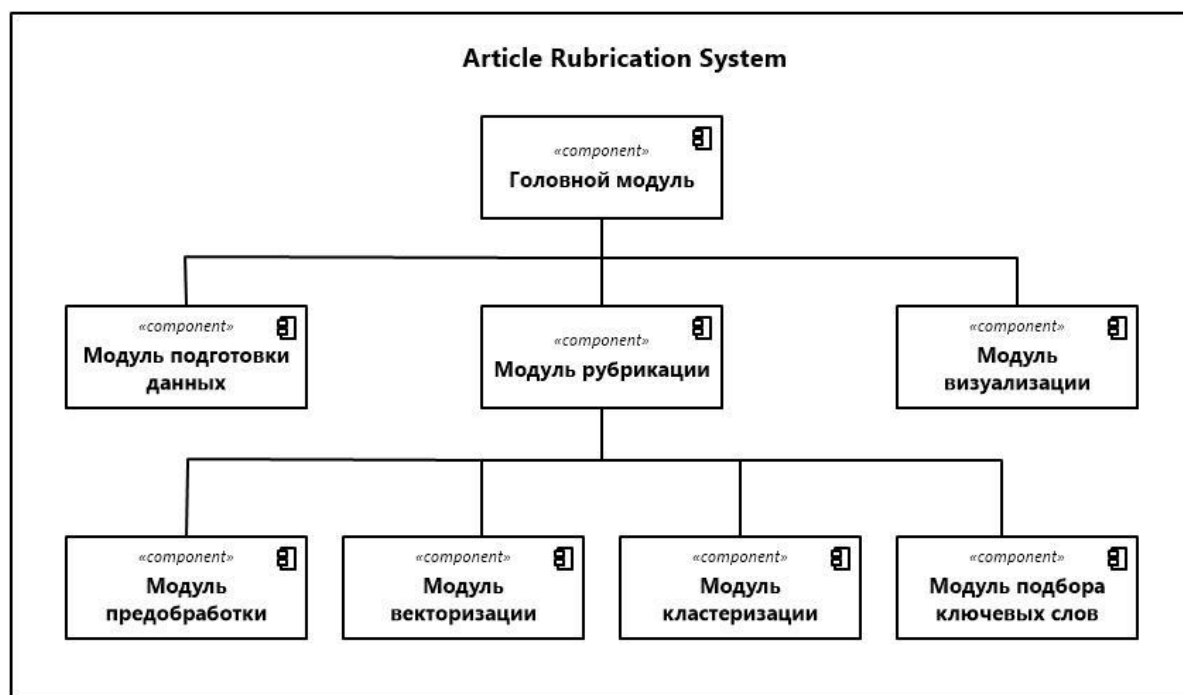 Article Rubrication System
«component»
Головной модуль
«component»
Модуль подготовки
данных
«component»
Модуль рубрикации
«component»
Модуль
визуализации
«component»
Модуль
предобработки
«component»
Модуль
векторизации
«component»
Модуль
кластеризации
«component»
Модуль подбора
ключевых слов